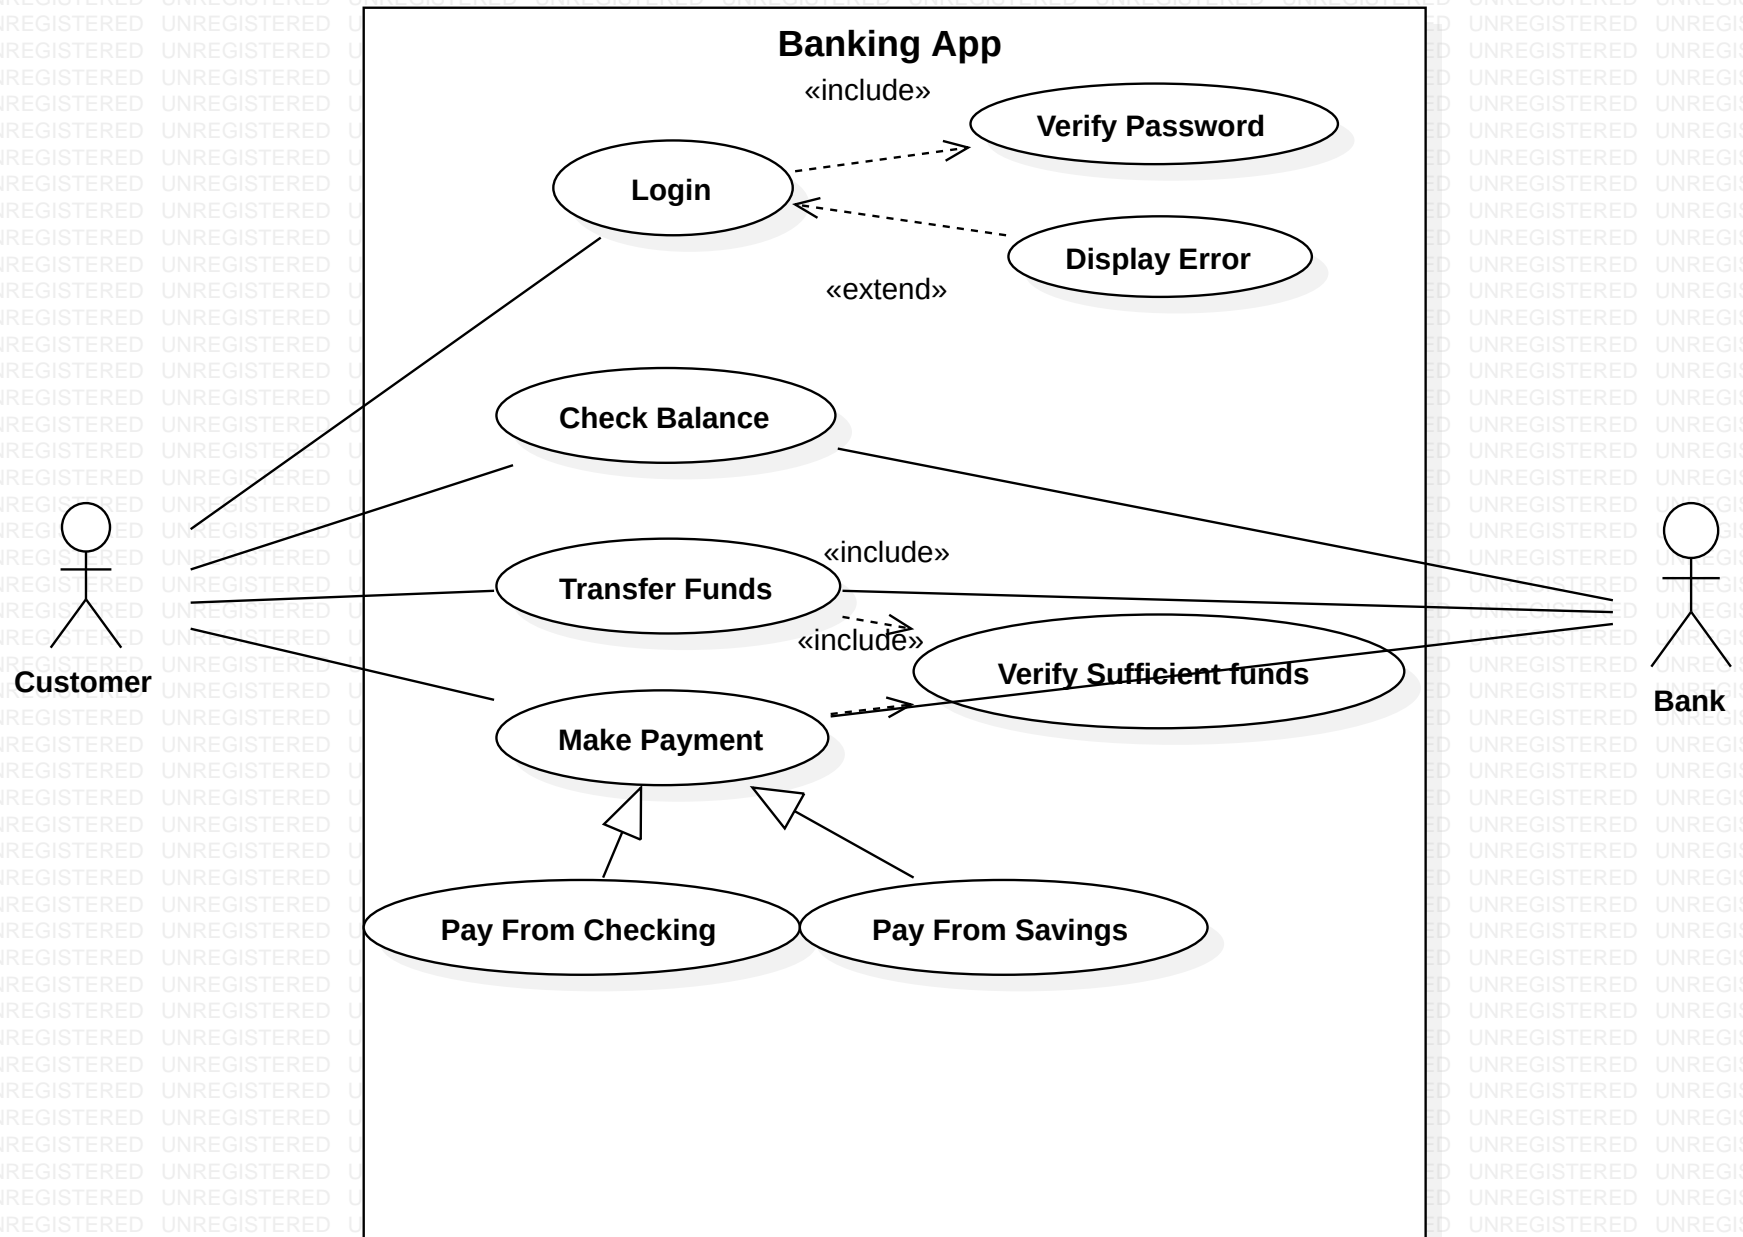 Banking App
«include»
Verify Password
Login
Display Error
«extend»
Check Balance
«include»
Transfer Funds
«include»
Verify Sufficient funds
Customer
Bank
Make Payment
Pay From Checking
Pay From Savings
UNREGISTERED